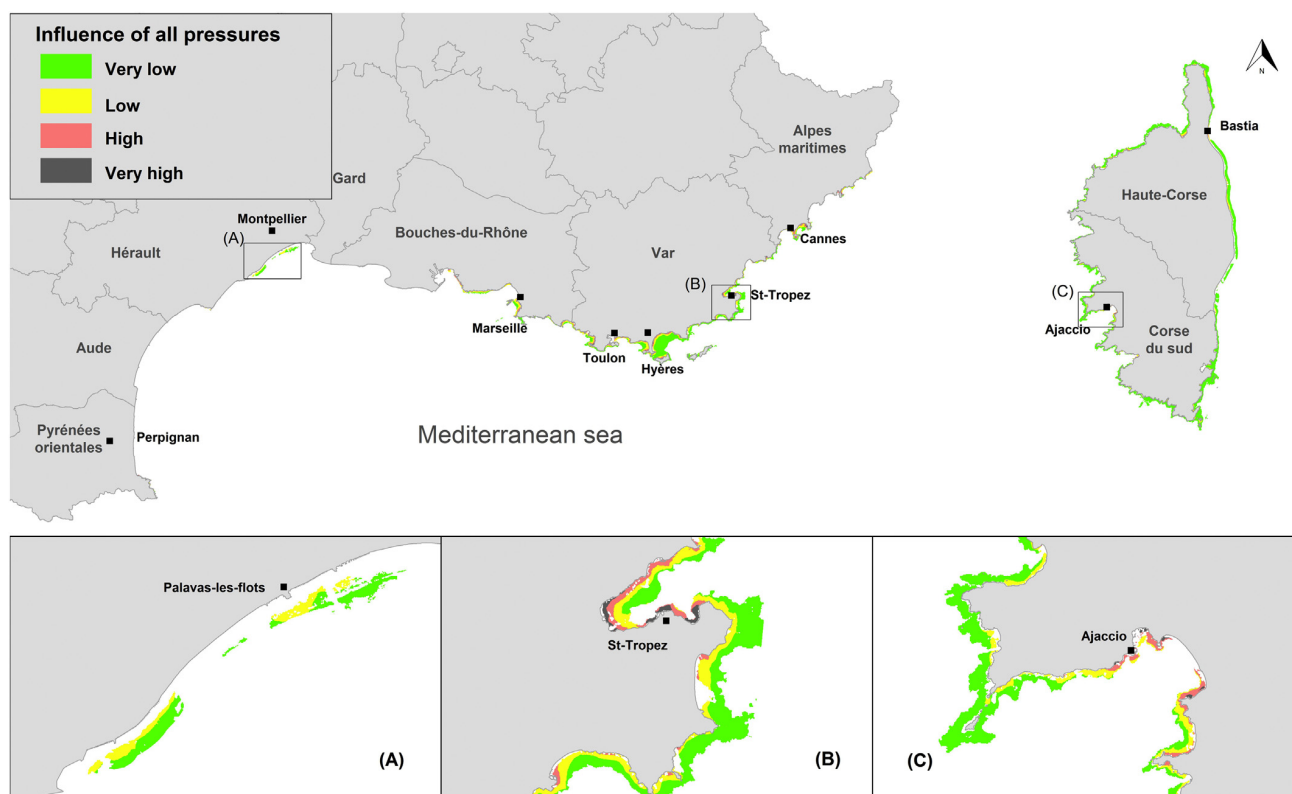 Influence of all pressures
Very low
Low
High
Very high
N
Gard
Alpes
maritimes
Bastia
Montpellier
(A)
Hérault
Bouches-du-Rhône
Var
Haute-Corse
Cannes
(B)
St-Tropez
(C)
Marseille
Ajaccio
Corse
du sud
Aude
Toulon
Hyères
Pyrénées
orientales
Perpignan
Mediterranean sea
Palavas-les-flots
(A)
St-Tropez
(B)
Ajaccio
(C)